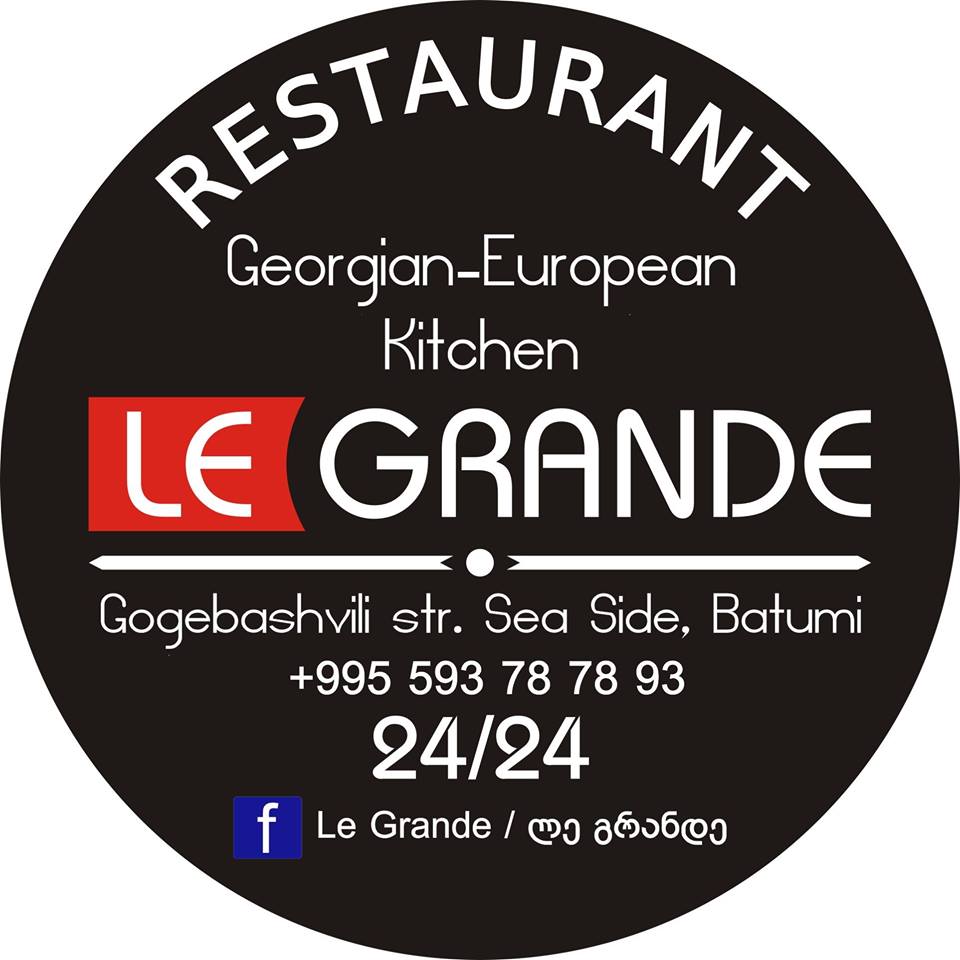 RESTAURANT
Georgian-European
Kitchen
LE GRANDE
Gogebashvili str. Sea Side, Batumi
+995 593 78 78 93
24/24
f Le Grande / ლე გრანდე